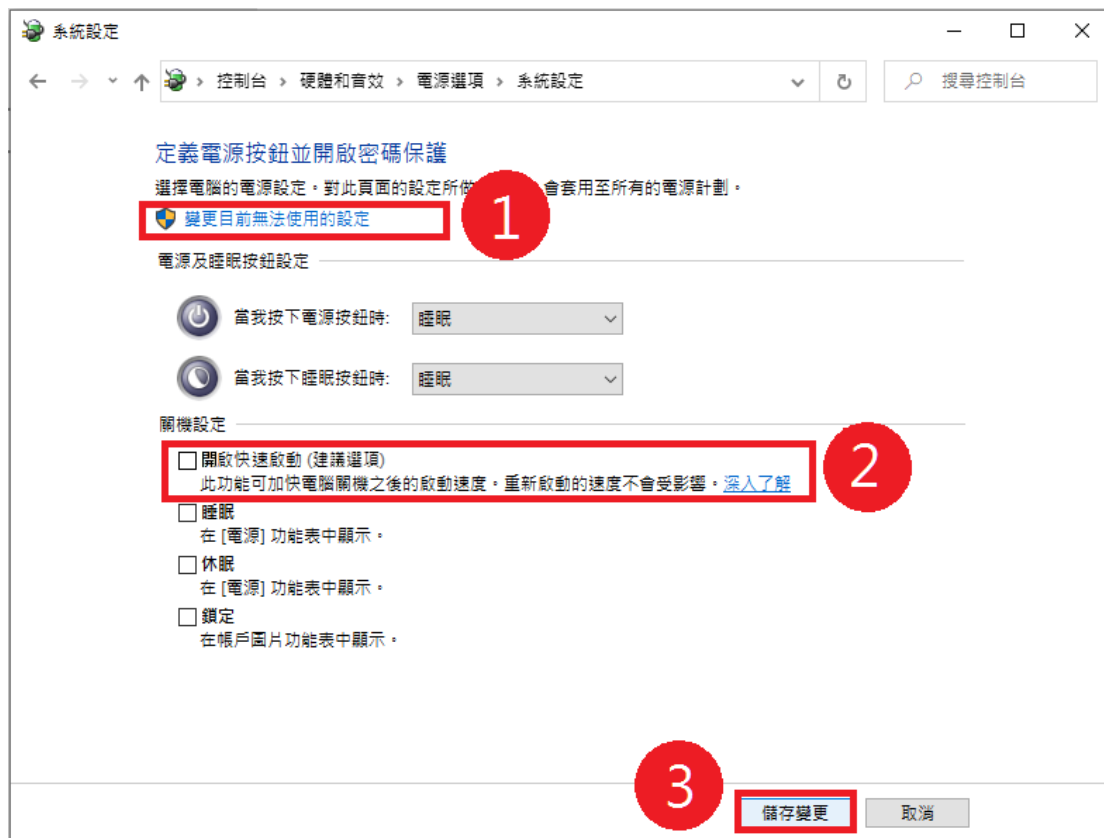 系統設定
控制台 › 硬體和音效 › 電源選項 › 系統設定
搜尋控制台
定義電源按鈕並開啟密碼保護
選擇電腦的電源設定。對此頁面的設定所做 會套用至所有的電源計劃。
變更目前無法使用的設定
1
電源及睡眠按鈕設定
當我按下電源按鈕時: 睡眠
當我按下睡眠按鈕時: 睡眠
關機設定
開啟快速啟動 (建議選項)
此功能可加快電腦關機之後的啟動速度。重新啟動的速度不會受影響。深入了解
2
睡眠
在 [電源] 功能表中顯示。
休眠
在 [電源] 功能表中顯示。
鎖定
在帳戶圖片功能表中顯示。
3
儲存變更 取消